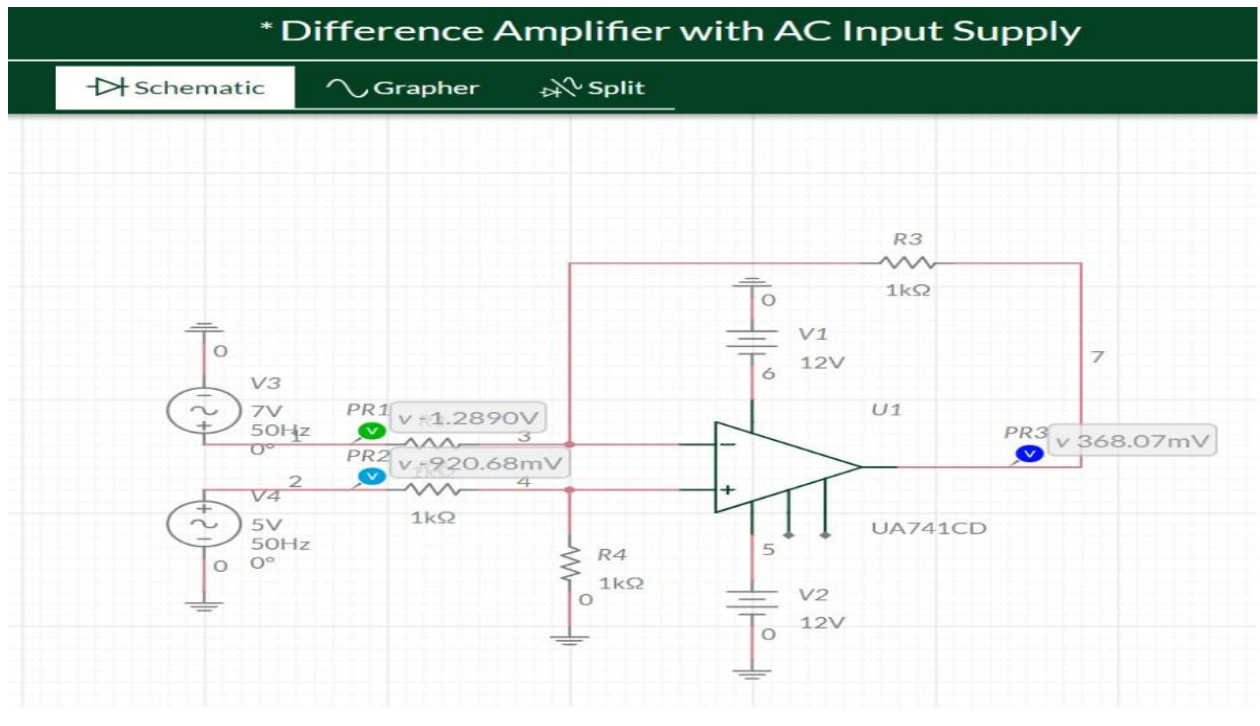 * Difference Amplifier with AC Input Supply
Schematic
Grapher
Split
R3
1kΩ
0
V1
12V
6
0
V3
7V
50Hz
0°
1
PR1
v -1.2890V
3
PR2
v -920.68mV
4
2
1kΩ
V4
5V
50Hz
0°
0
R4
1kΩ
0
U1
UA741CD
7
PR3
v 368.07mV
5
V2
12V
0